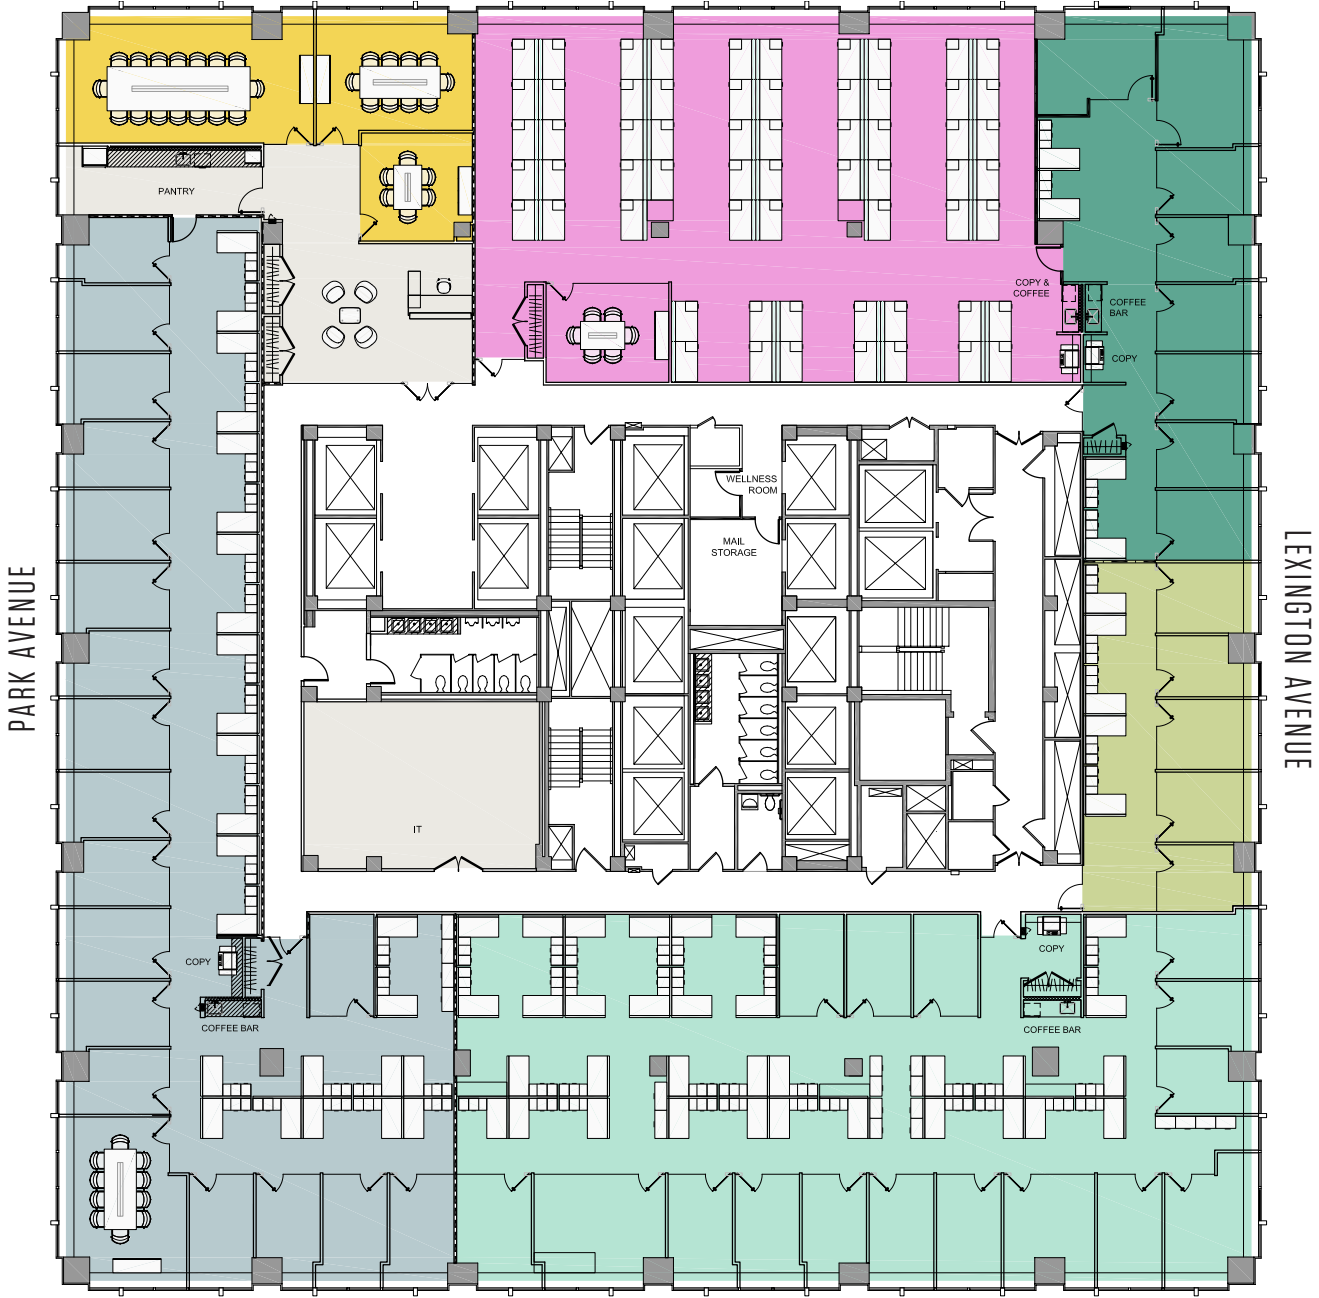 PANTRY
COPY &
COFFEE
COFFEE
BAR
COPY
WELLNESS
ROOM
MAIL
STORAGE
PARK AVENUE
LEXINGTON AVENUE
IT
COPY
COFFEE BAR
COPY
COFFEE BAR